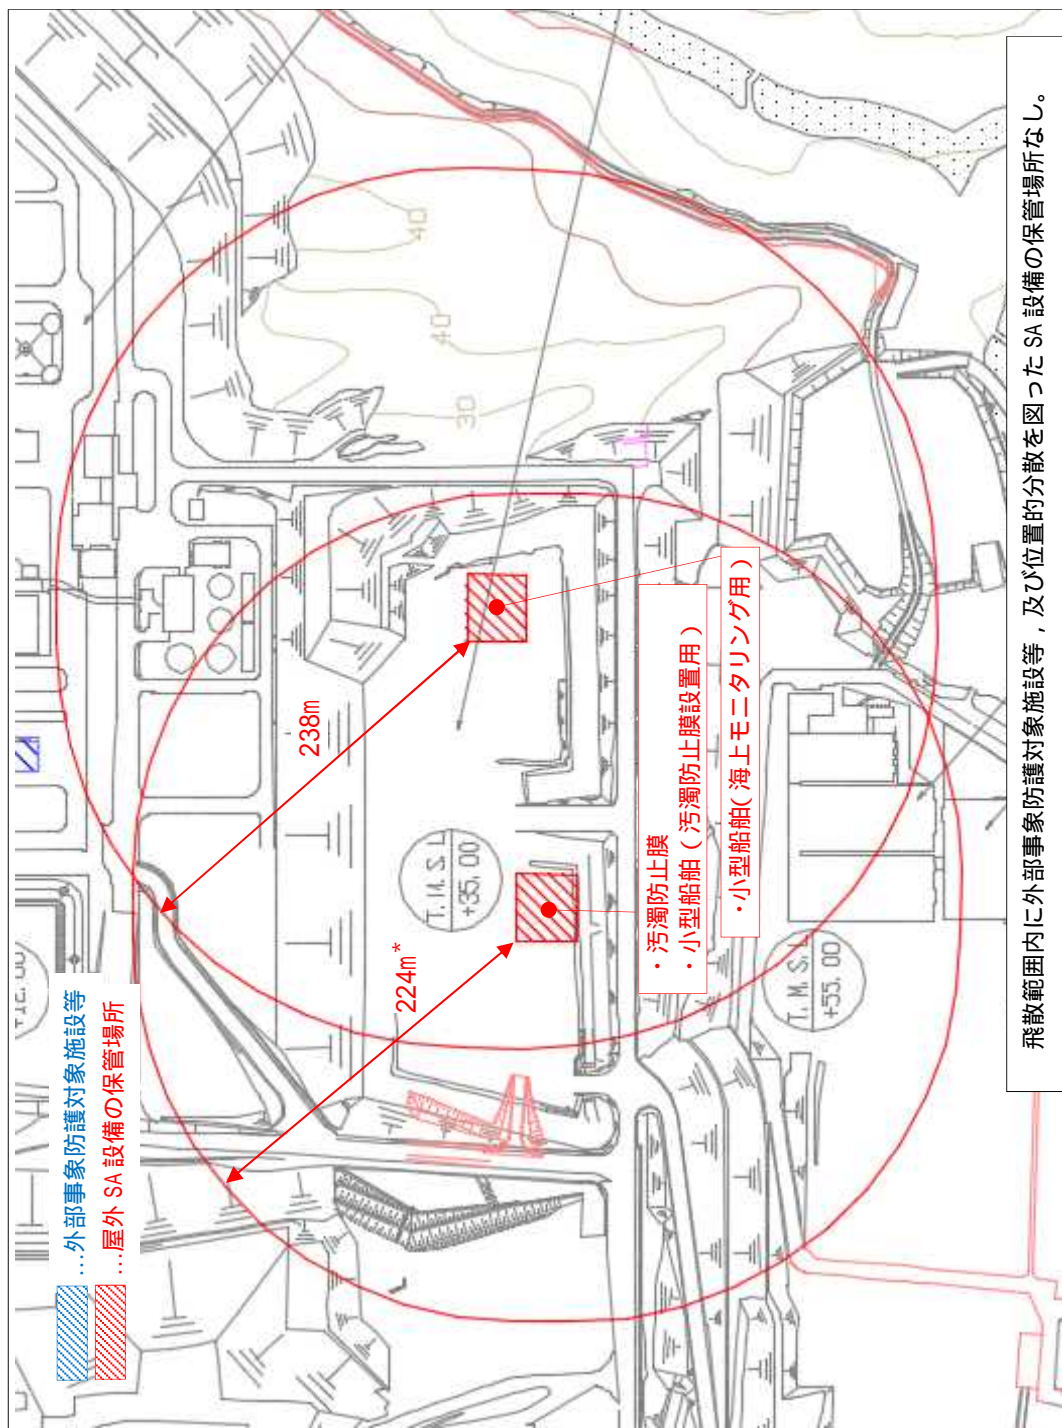 …外部事象防護対象施設等
…屋外 SA 設備の保管場所
238m
224m*
T.M.S.L
+35.00
・汚濁防止膜
・小型船舶(汚濁防止膜設置用)
・小型船舶(海上モニタリング用)
T.M.S.L
+55.00
40
40
30
飛散範囲内に外部事象防護対象施設等,及び位置的分散を図った SA 設備の保管場所なし。